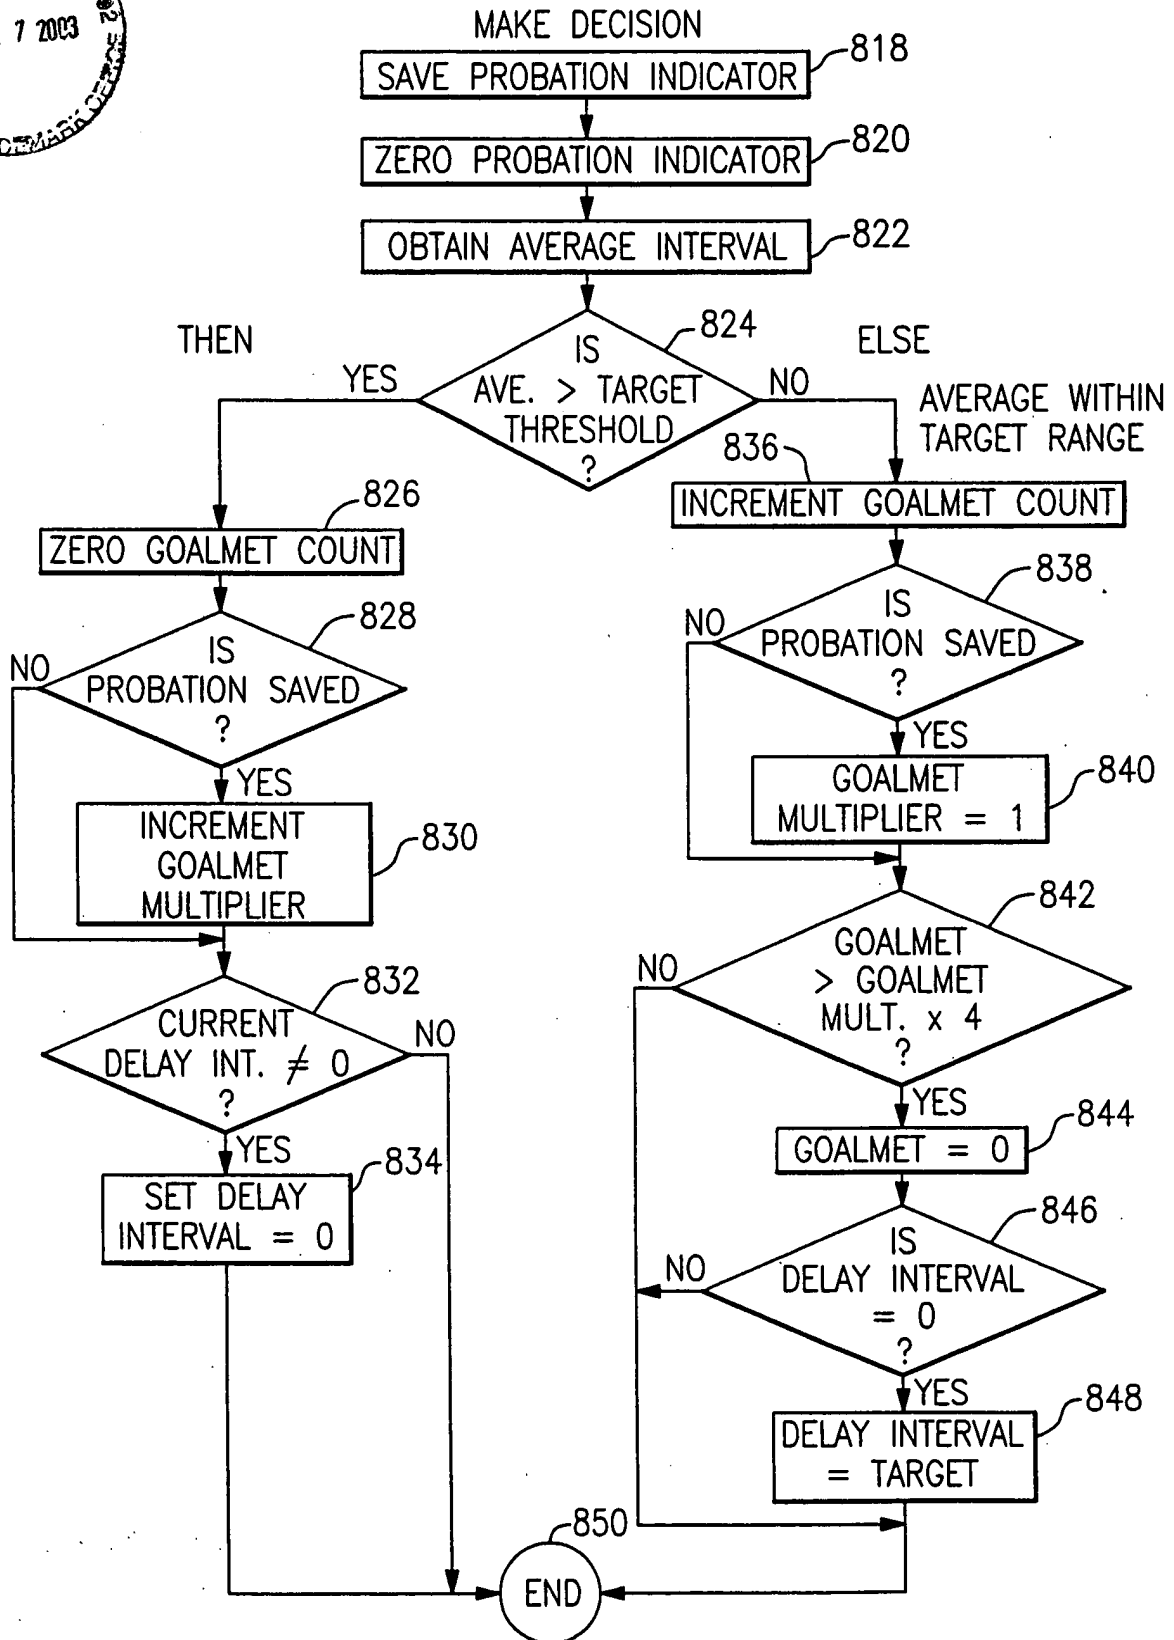 7 2003
MAKE DECISION
818
SAVE PROBATION INDICATOR
820
ZERO PROBATION INDICATOR
822
OBTAIN AVERAGE INTERVAL
824
THEN
ELSE
IS
AVE. > TARGET
THRESHOLD
?
YES
NO
AVERAGE WITHIN
TARGET RANGE
826
ZERO GOALMET COUNT
828
IS
PROBATION SAVED
?
NO
YES
INCREMENT
GOALMET
MULTIPLIER
830
832
CURRENT
DELAY INT. ≠ 0
?
NO
YES
834
SET DELAY
INTERVAL = 0
836
INCREMENT GOALMET COUNT
838
IS
PROBATION SAVED
?
NO
YES
GOALMET
MULTIPLIER = 1
840
842
GOALMET
> GOALMET
MULT. x 4
?
NO
YES
844
GOALMET = 0
846
IS
DELAY INTERVAL
= 0
?
NO
YES
848
DELAY INTERVAL
= TARGET
850
END